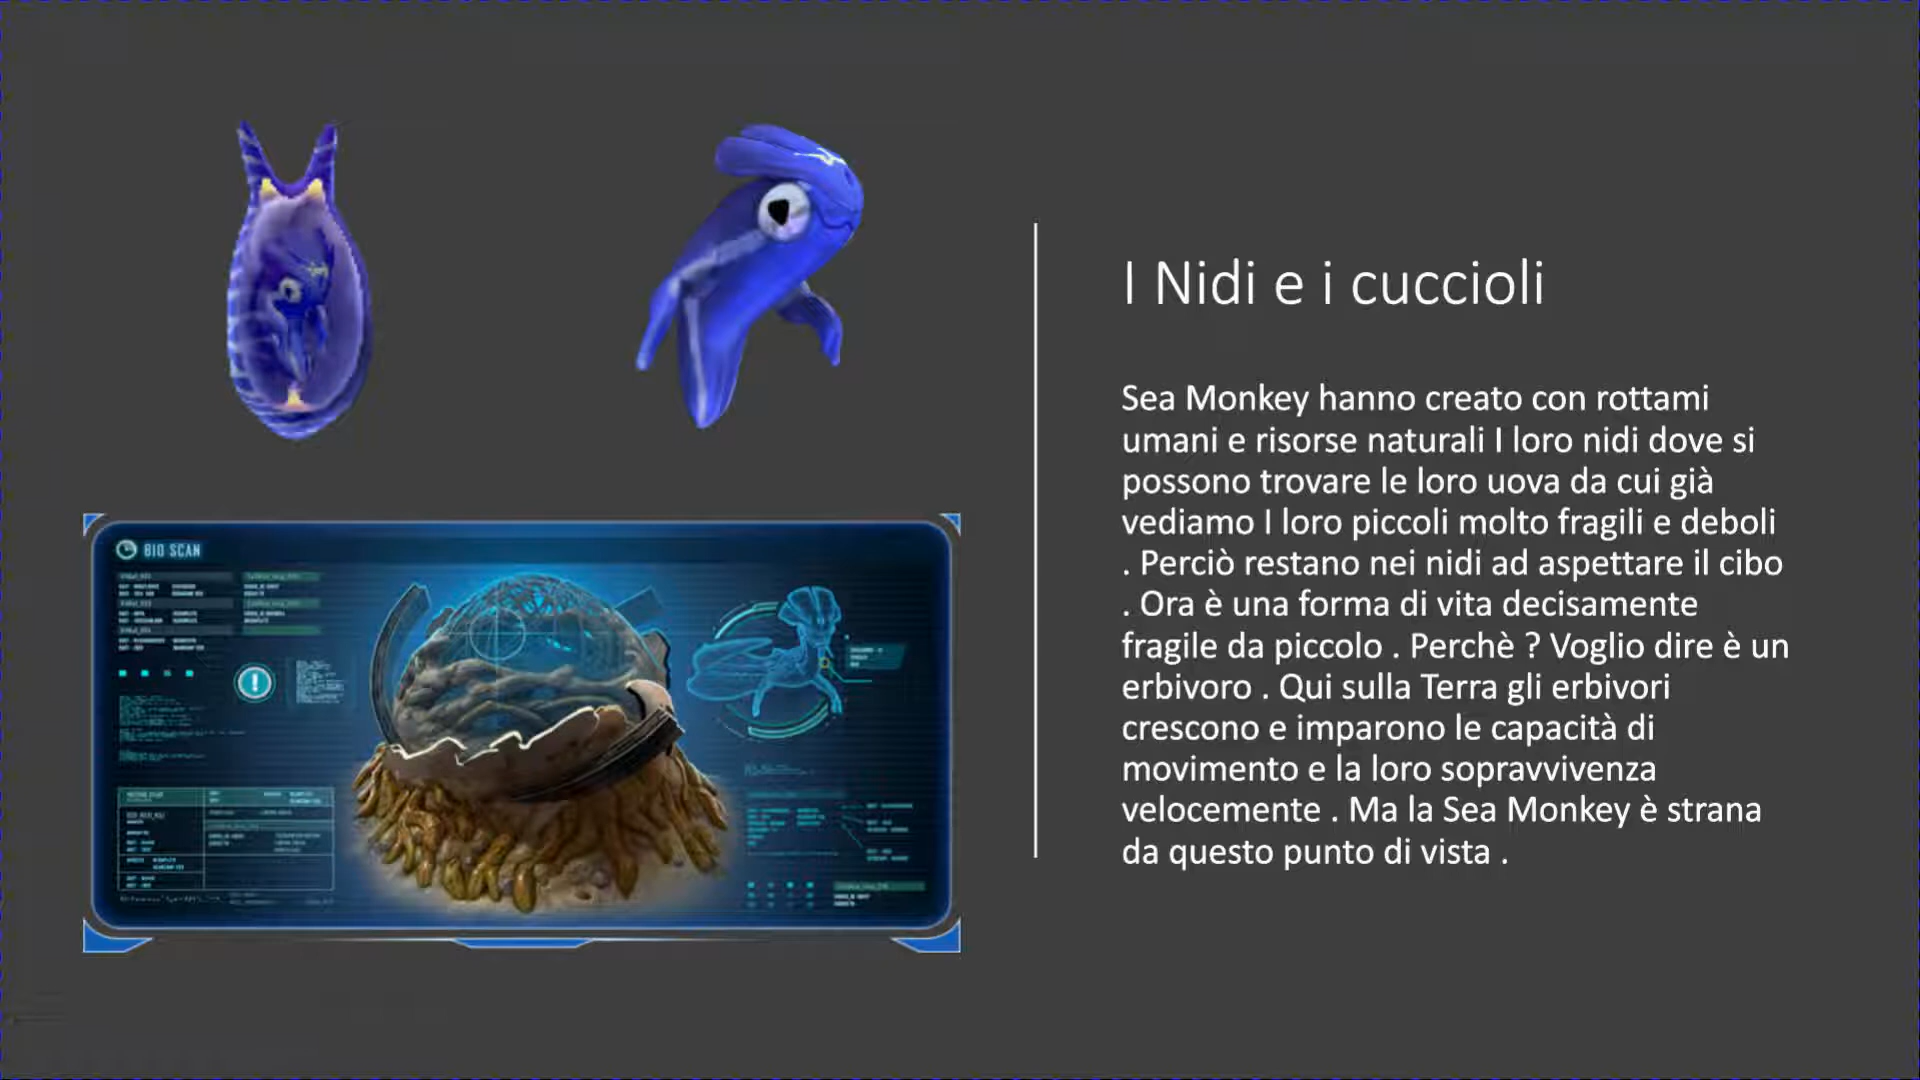 I Nidi e i cuccioli
Sea Monkey hanno creato con rottami
umani e risorse naturali I loro nidi dove si
possono trovare le loro uova da cui già
vediamo I loro piccoli molto fragili e deboli
. Perciò restano nei nidi ad aspettare il cibo
. Ora è una forma di vita decisamente
fragile da piccolo . Perchè ? Voglio dire è un
erbivoro . Qui sulla Terra gli erbivori
crescono e imparono le capacità di
movimento e la loro sopravvivenza
velocemente . Ma la Sea Monkey è strana
da questo punto di vista .
BIO SCAN